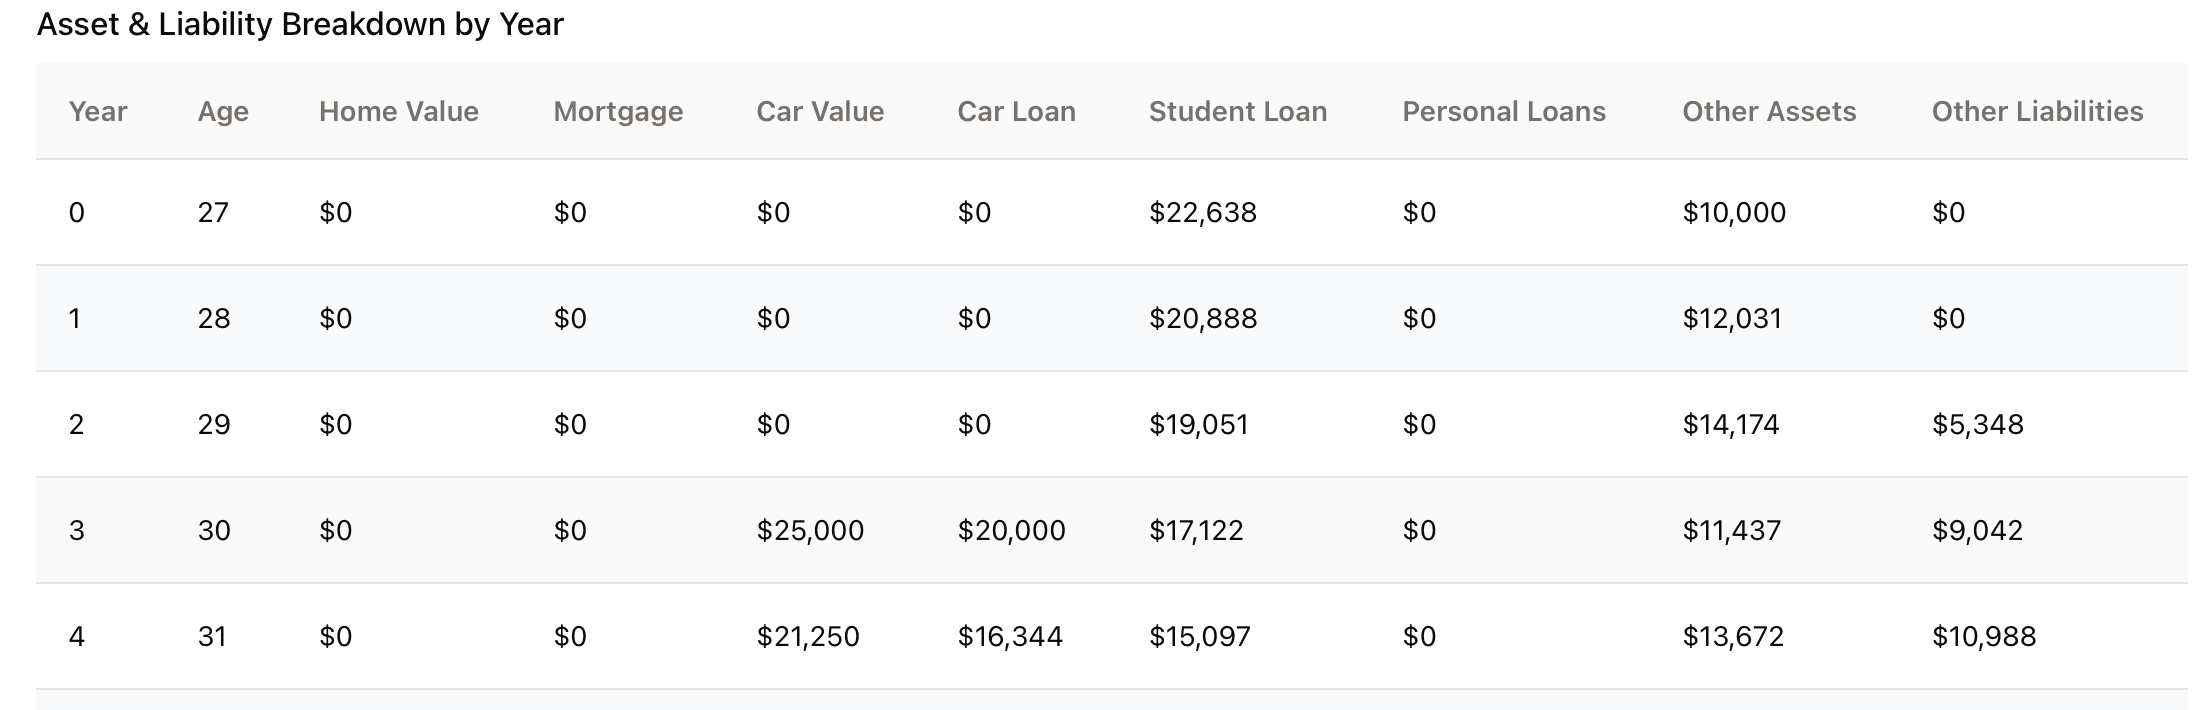 Asset & Liability Breakdown by Year
Year Age Home Value Mortgage Car Value Car Loan Student Loan Personal Loans Other Assets Other Liabilities
0 27 $0 $0 $0 $0 $22,638 $0 $10,000 $0
1 28 $0 $0 $0 $0 $20,888 $0 $12,031 $0
2 29 $0 $0 $0 $0 $19,051 $0 $14,174 $5,348
3 30 $0 $0 $25,000 $20,000 $17,122 $0 $11,437 $9,042
4 31 $0 $0 $21,250 $16,344 $15,097 $0 $13,672 $10,988